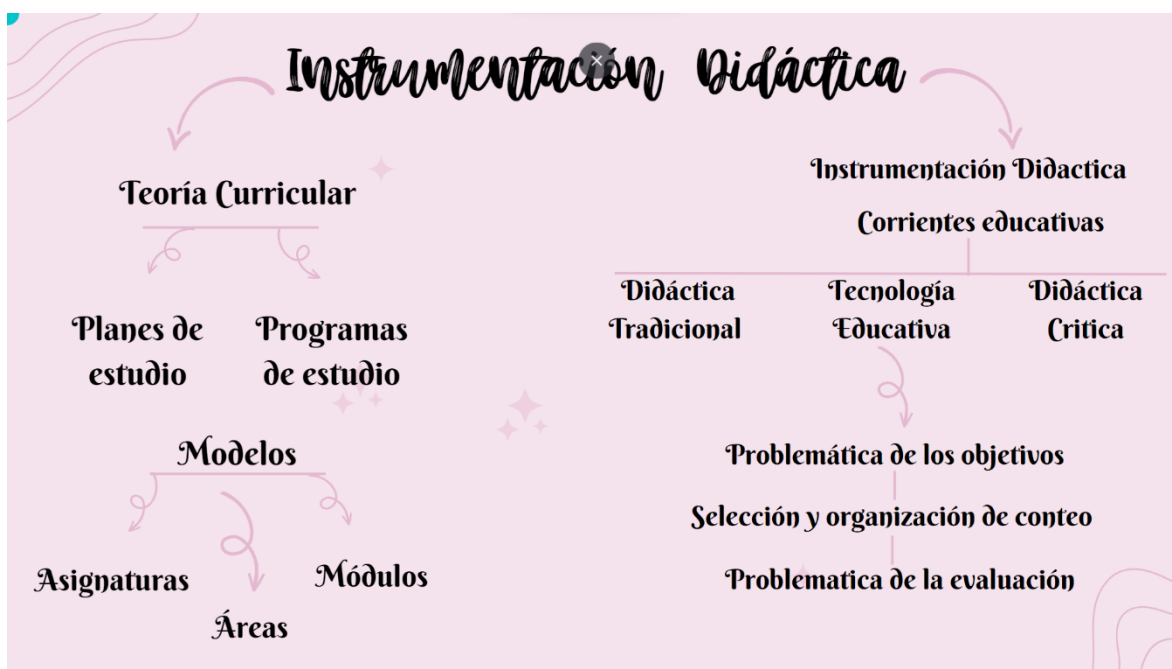 Instrumentación Didáctica
Teoría Curricular
Planes de
estudio
Programas
de estudio
Modelos
Asignaturas
Áreas
Módulos
Instrumentación Didactica
Corrientes educativas
Didáctica
Tradicional
Tecnología
Educativa
Didáctica
Critica
Problemática de los objetivos
Selección y organización de conteo
Problematica de la evaluación